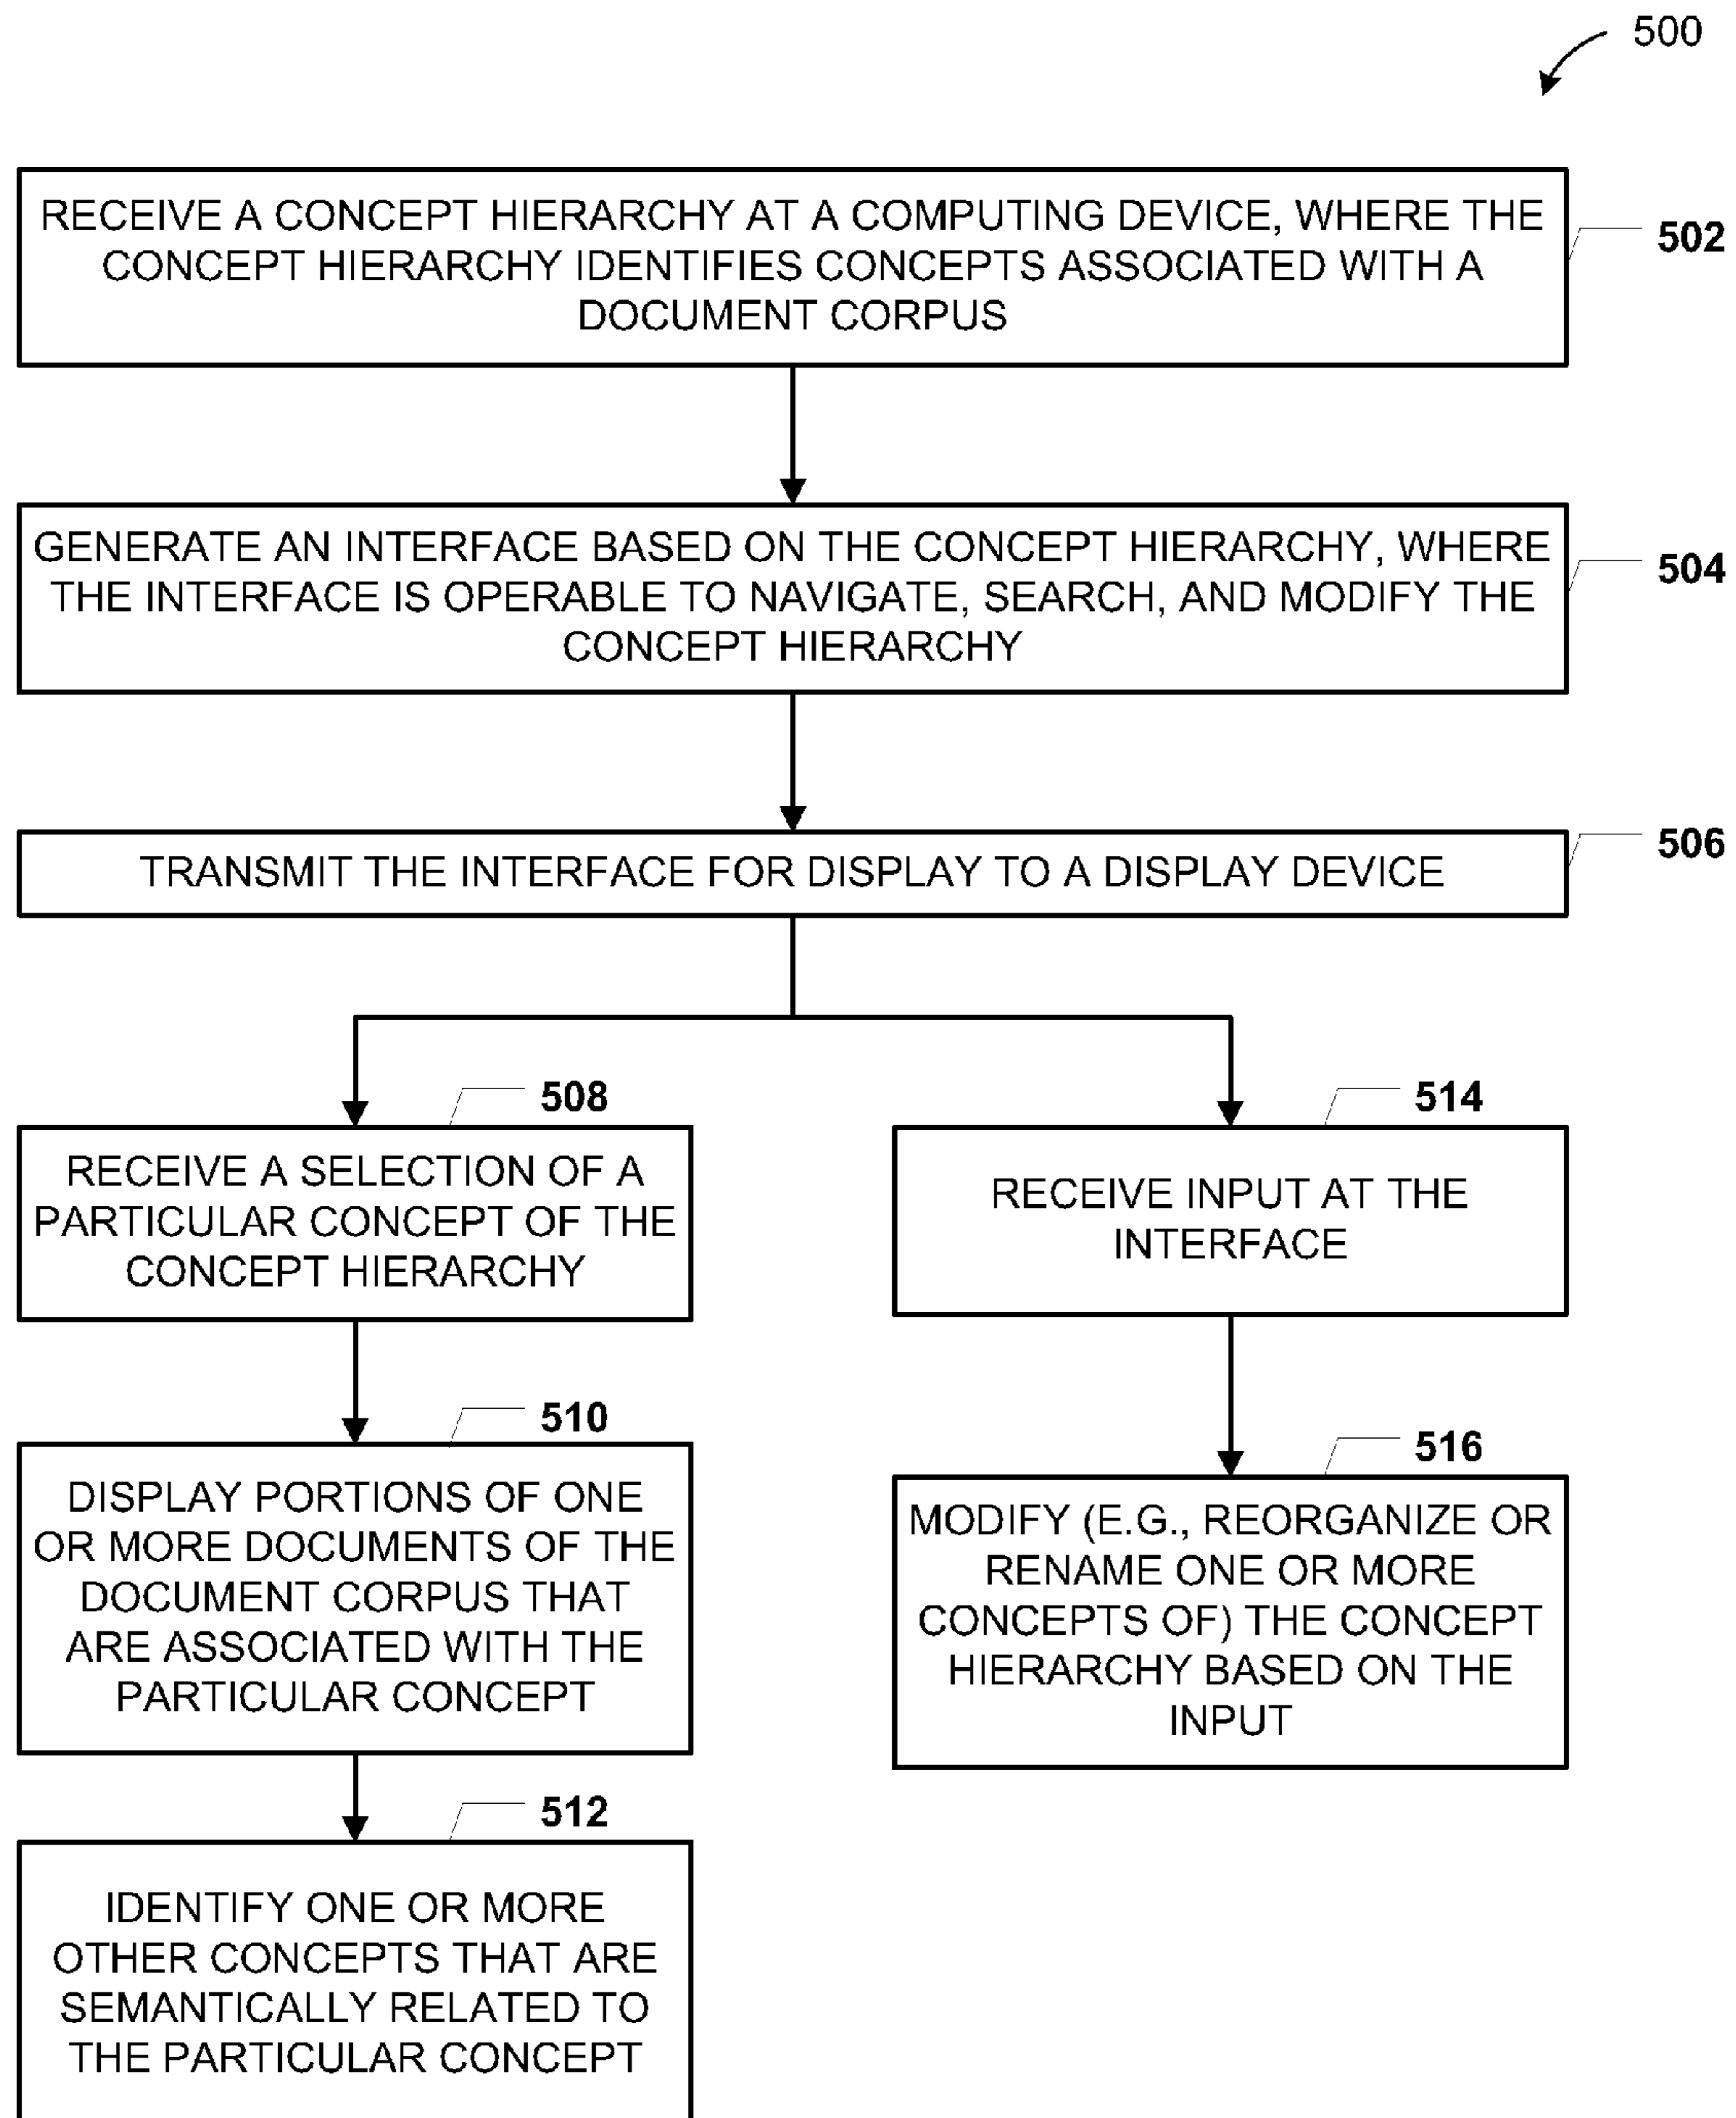 500
RECEIVE A CONCEPT HIERARCHY AT A COMPUTING DEVICE, WHERE THE
CONCEPT HIERARCHY IDENTIFIES CONCEPTS ASSOCIATED WITH A
DOCUMENT CORPUS
502
GENERATE AN INTERFACE BASED ON THE CONCEPT HIERARCHY, WHERE
THE INTERFACE IS OPERABLE TO NAVIGATE, SEARCH, AND MODIFY THE
CONCEPT HIERARCHY
504
TRANSMIT THE INTERFACE FOR DISPLAY TO A DISPLAY DEVICE
506
508
RECEIVE A SELECTION OF A
PARTICULAR CONCEPT OF THE
CONCEPT HIERARCHY
510
DISPLAY PORTIONS OF ONE
OR MORE DOCUMENTS OF THE
DOCUMENT CORPUS THAT
ARE ASSOCIATED WITH THE
PARTICULAR CONCEPT
512
IDENTIFY ONE OR MORE
OTHER CONCEPTS THAT ARE
SEMANTICALLY RELATED TO
THE PARTICULAR CONCEPT
514
RECEIVE INPUT AT THE
INTERFACE
516
MODIFY (E.G., REORGANIZE OR
RENAME ONE OR MORE
CONCEPTS OF) THE CONCEPT
HIERARCHY BASED ON THE
INPUT